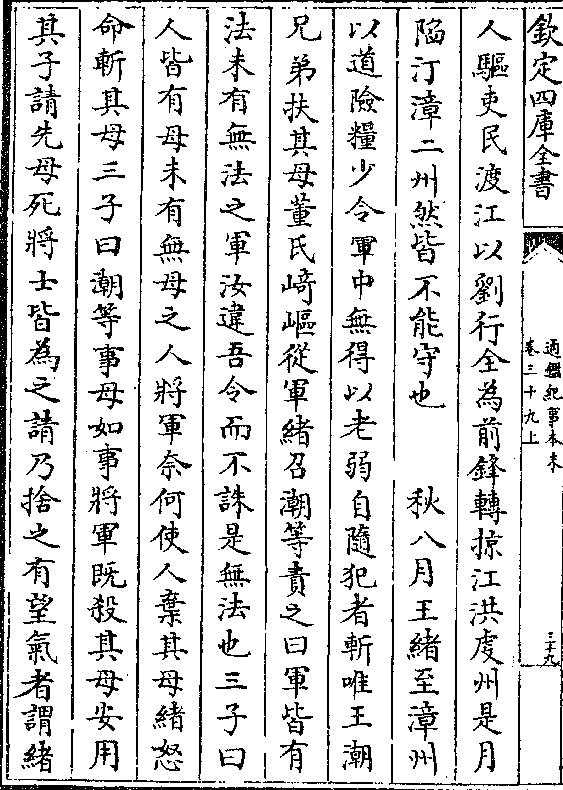 欽定四庫全書
通鑑紀事本末
卷三十九上
三十九
人驅吏民渡江以劉行全為前鋒轉掠江洪虔州是月
陷汀漳二州然皆不能守也　秋八月王緒至漳州
以道險糧少令軍中無得以老弱自隨犯者斬唯王潮
兄弟扶其母董氏崎嶇從軍緒召潮等責之曰軍皆有
法未有無法之軍汝違吾令而不誅是無法也三子曰
人皆有母未有無母之人將軍奈何使人棄其母緒怒
命斬其母三子曰潮等事母如事將軍既殺其母安用
其子請先母死將士皆為之請乃捨之有望氣者謂緒